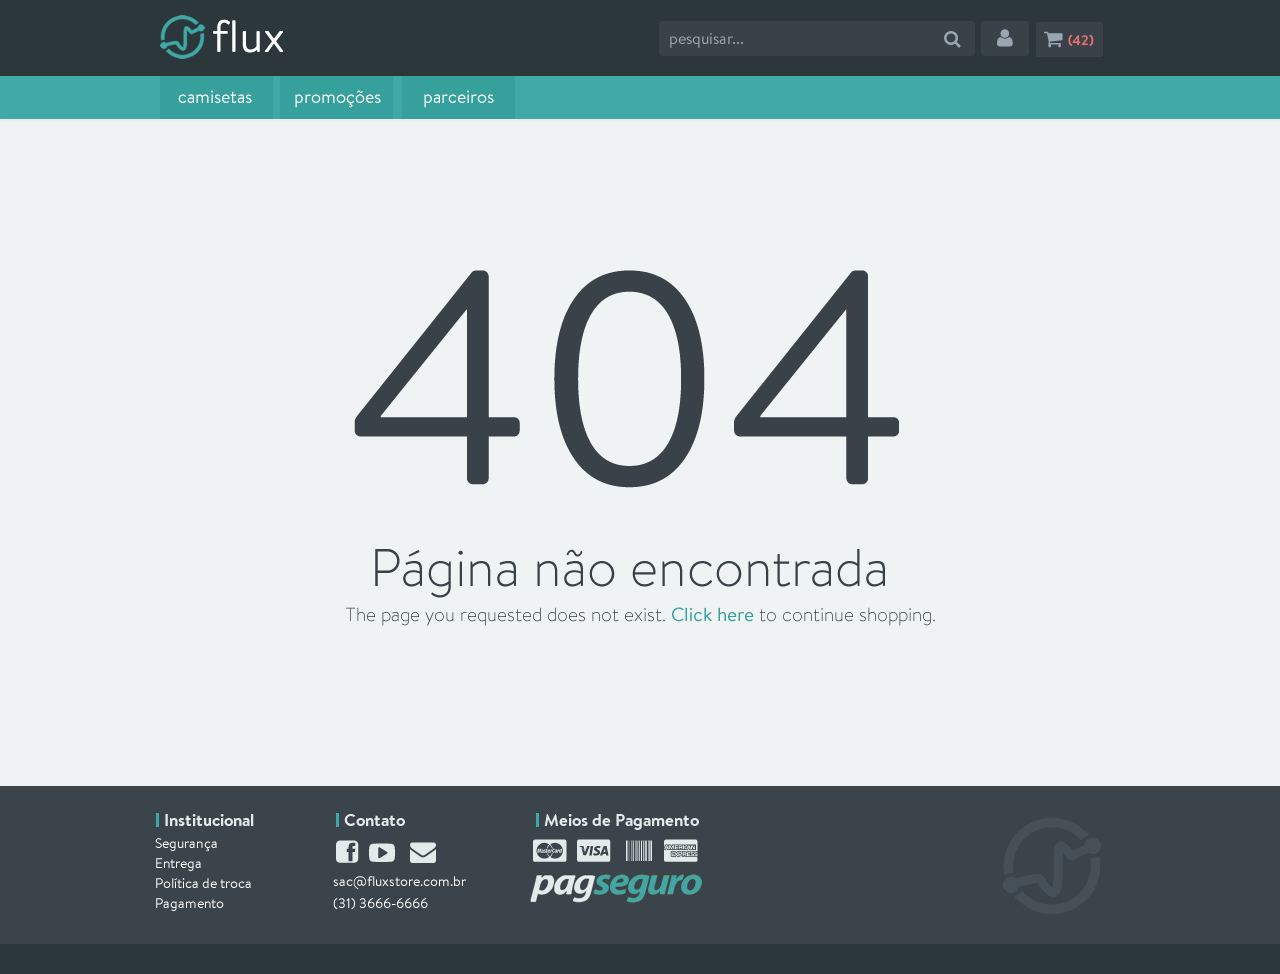 flux
pesquisar...
(42)
camisetas promoções parceiros
404
Página não encontrada
The page you requested does not exist. Click here to continue shopping.
Institucional
Segurança
Entrega
Política de troca
Pagamento
Contato
sac@fluxstore.com.br
(31) 3666-6666
Meios de Pagamento
MasterCard VISA AMERICAN EXPRESS
pagseguro